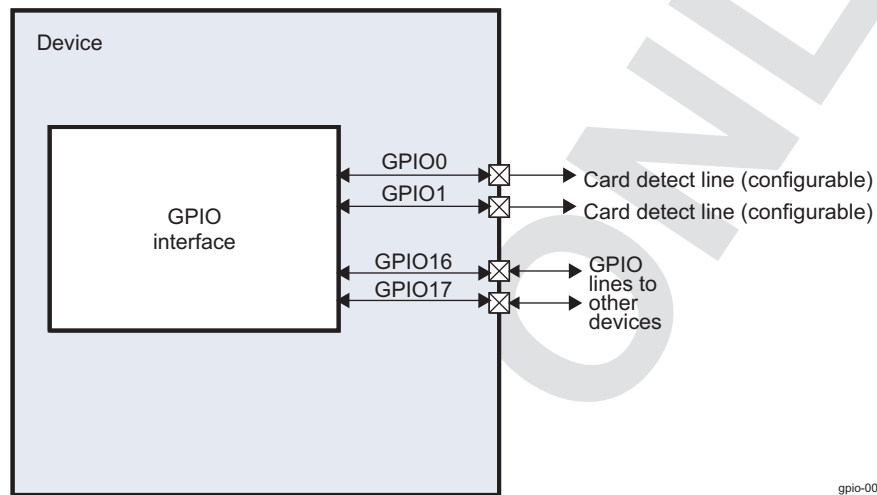 Device
GPIO
interface
GPIO0
GPIO1
GPIO16
GPIO17
Card detect line (configurable)
Card detect line (configurable)
GPIO
lines to
other
devices
gpio-00